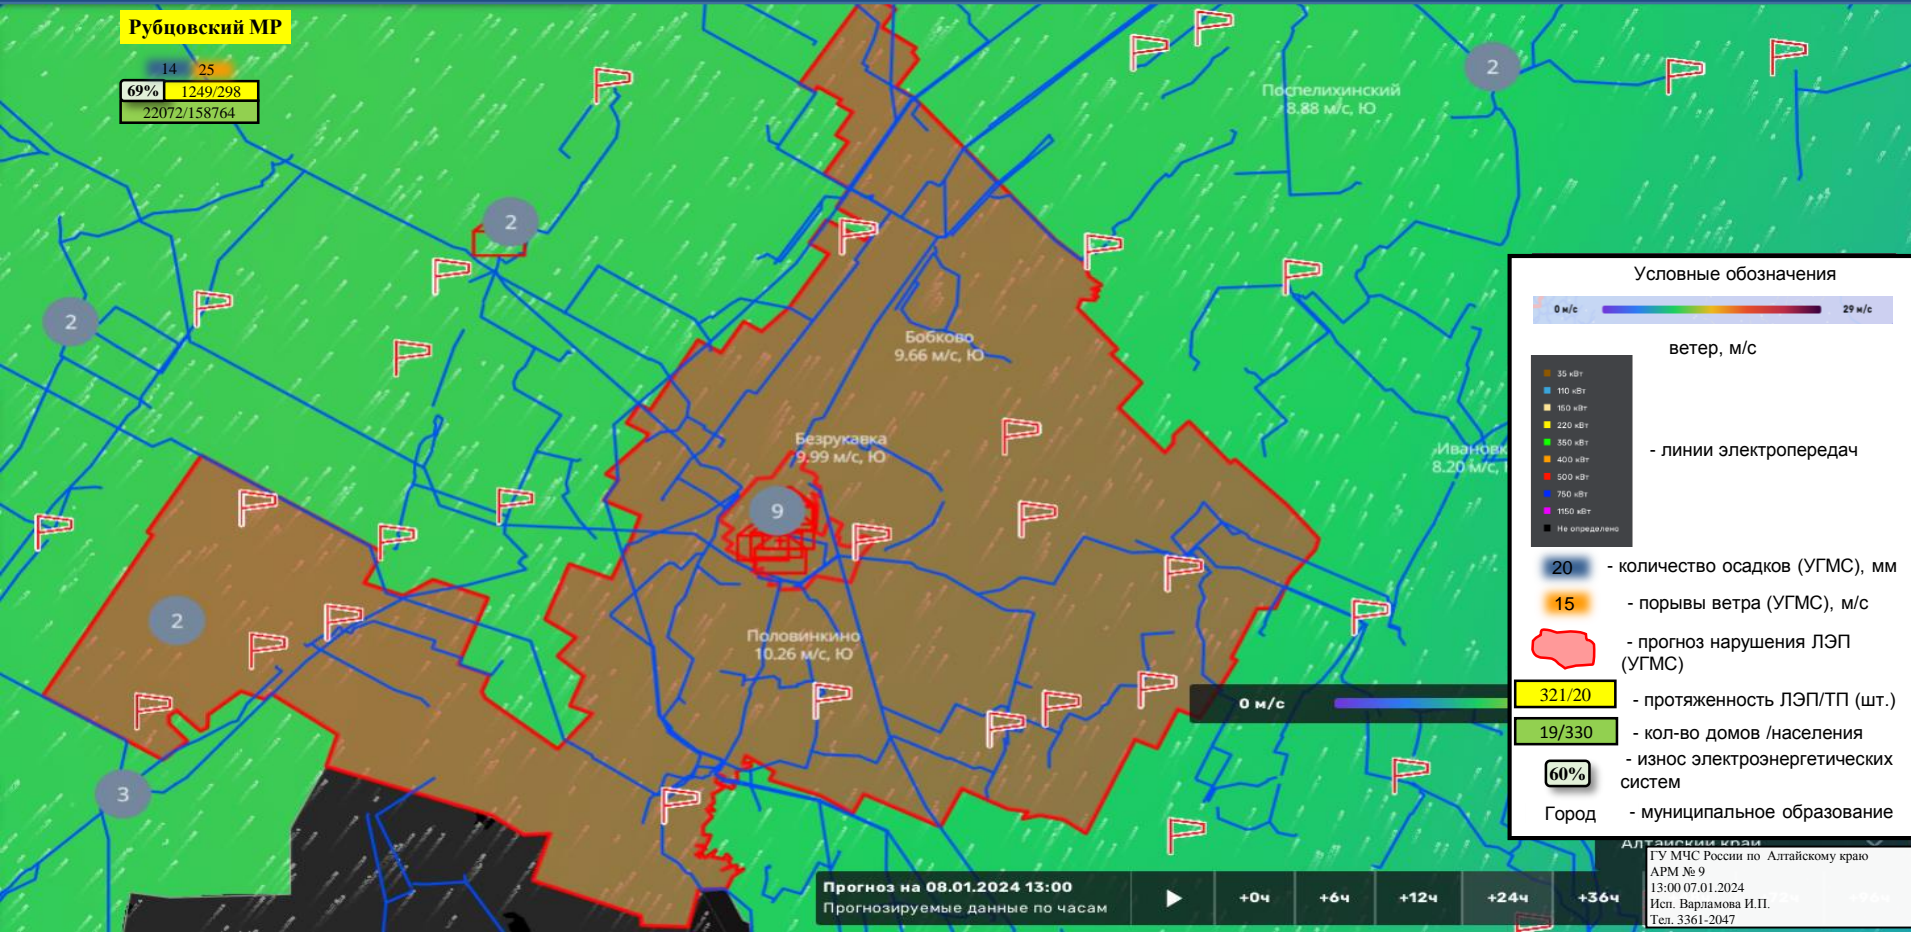 Рубцовский МР
14 25
69% 1249/298
22072/158764
2
Поспелихинский
8.88 м/с, Ю
2
2
Бобково
9.66 м/с, Ю
Безрукавка
9.99 м/с, Ю
9
8.20 м/с,
2
Половинкино
10.26 м/с, Ю
3
0 м/с
Условные обозначения
0 м/с 29 м/с
ветер, м/с
35 кВт
110 кВт
150 кВт
220 кВт
350 кВт
400 кВт
500 кВт
750 кВт
1150 кВт
Не определено
- линии электропередач
20 - количество осадков (УГМС), мм
15 - порывы ветра (УГМС), м/с
- прогноз нарушения ЛЭП
(УГМС)
321/20 - протяженность ЛЭП/ТП (шт.)
19/330 - кол-во домов /населения
60% - износ электроэнергетических
систем
Город - муниципальное образование
Алтайский край
Прогноз на 08.01.2024 13:00
Прогнозируемые данные по часам
+0ч +6ч +12ч +24ч +36ч
ГУ МЧС России по Алтайскому краю
АРМ № 9
13:00 07.01.2024
Исп. Варламова И.П.
Тел. 3361-2047